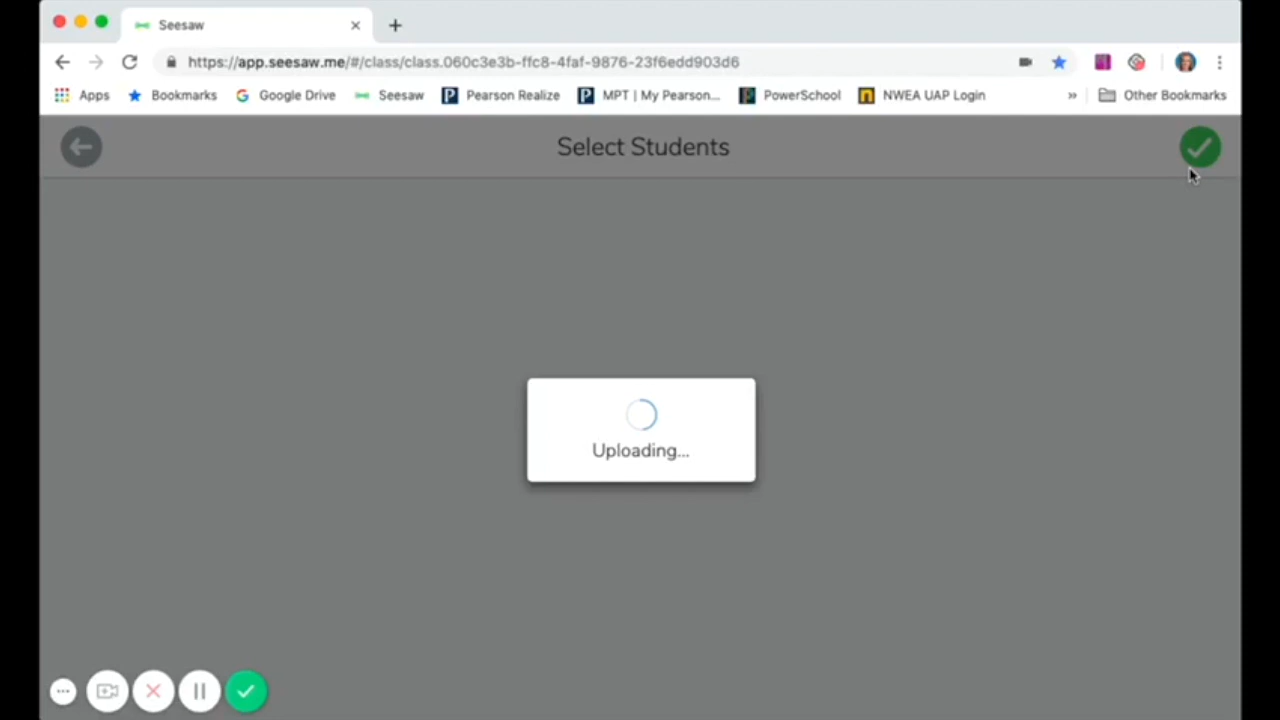 Seesaw
https://app.seesaw.me/#/class/class.060c3e3b-ffc8-4faf-9876-23f6edd903d6
Apps Bookmarks Google Drive Seesaw Pearson Realize MPT | My Pearson... PowerSchool NWEA UAP Login » Other Bookmarks
Select Students
Uploading...